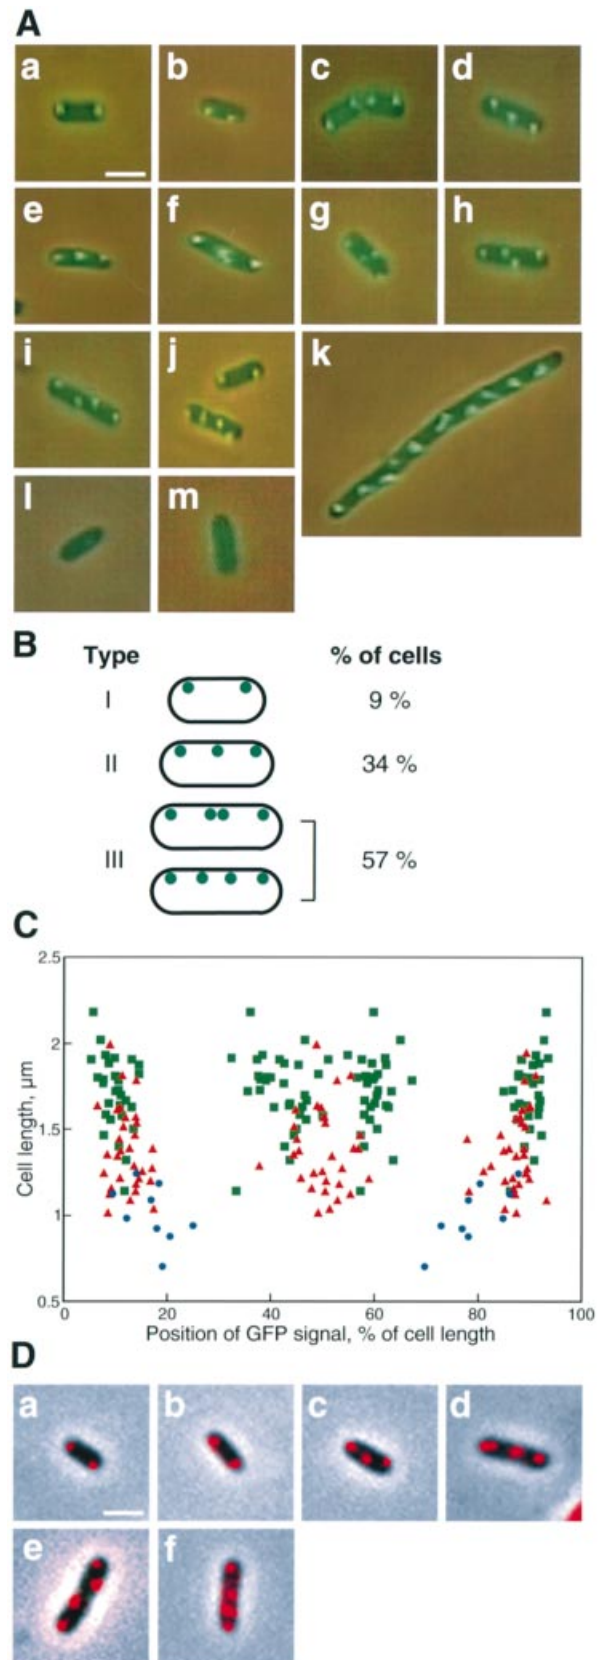 A
a b c d
e f g h
i j k
l m
B
Type % of cells
I 9 %
II 34 %
III 57 %
C
2.5
2
1.5
1
0.5
Cell length, μm
0 20 40 60 80 100
Position of GFP signal, % of cell length
D
a b c d
e f